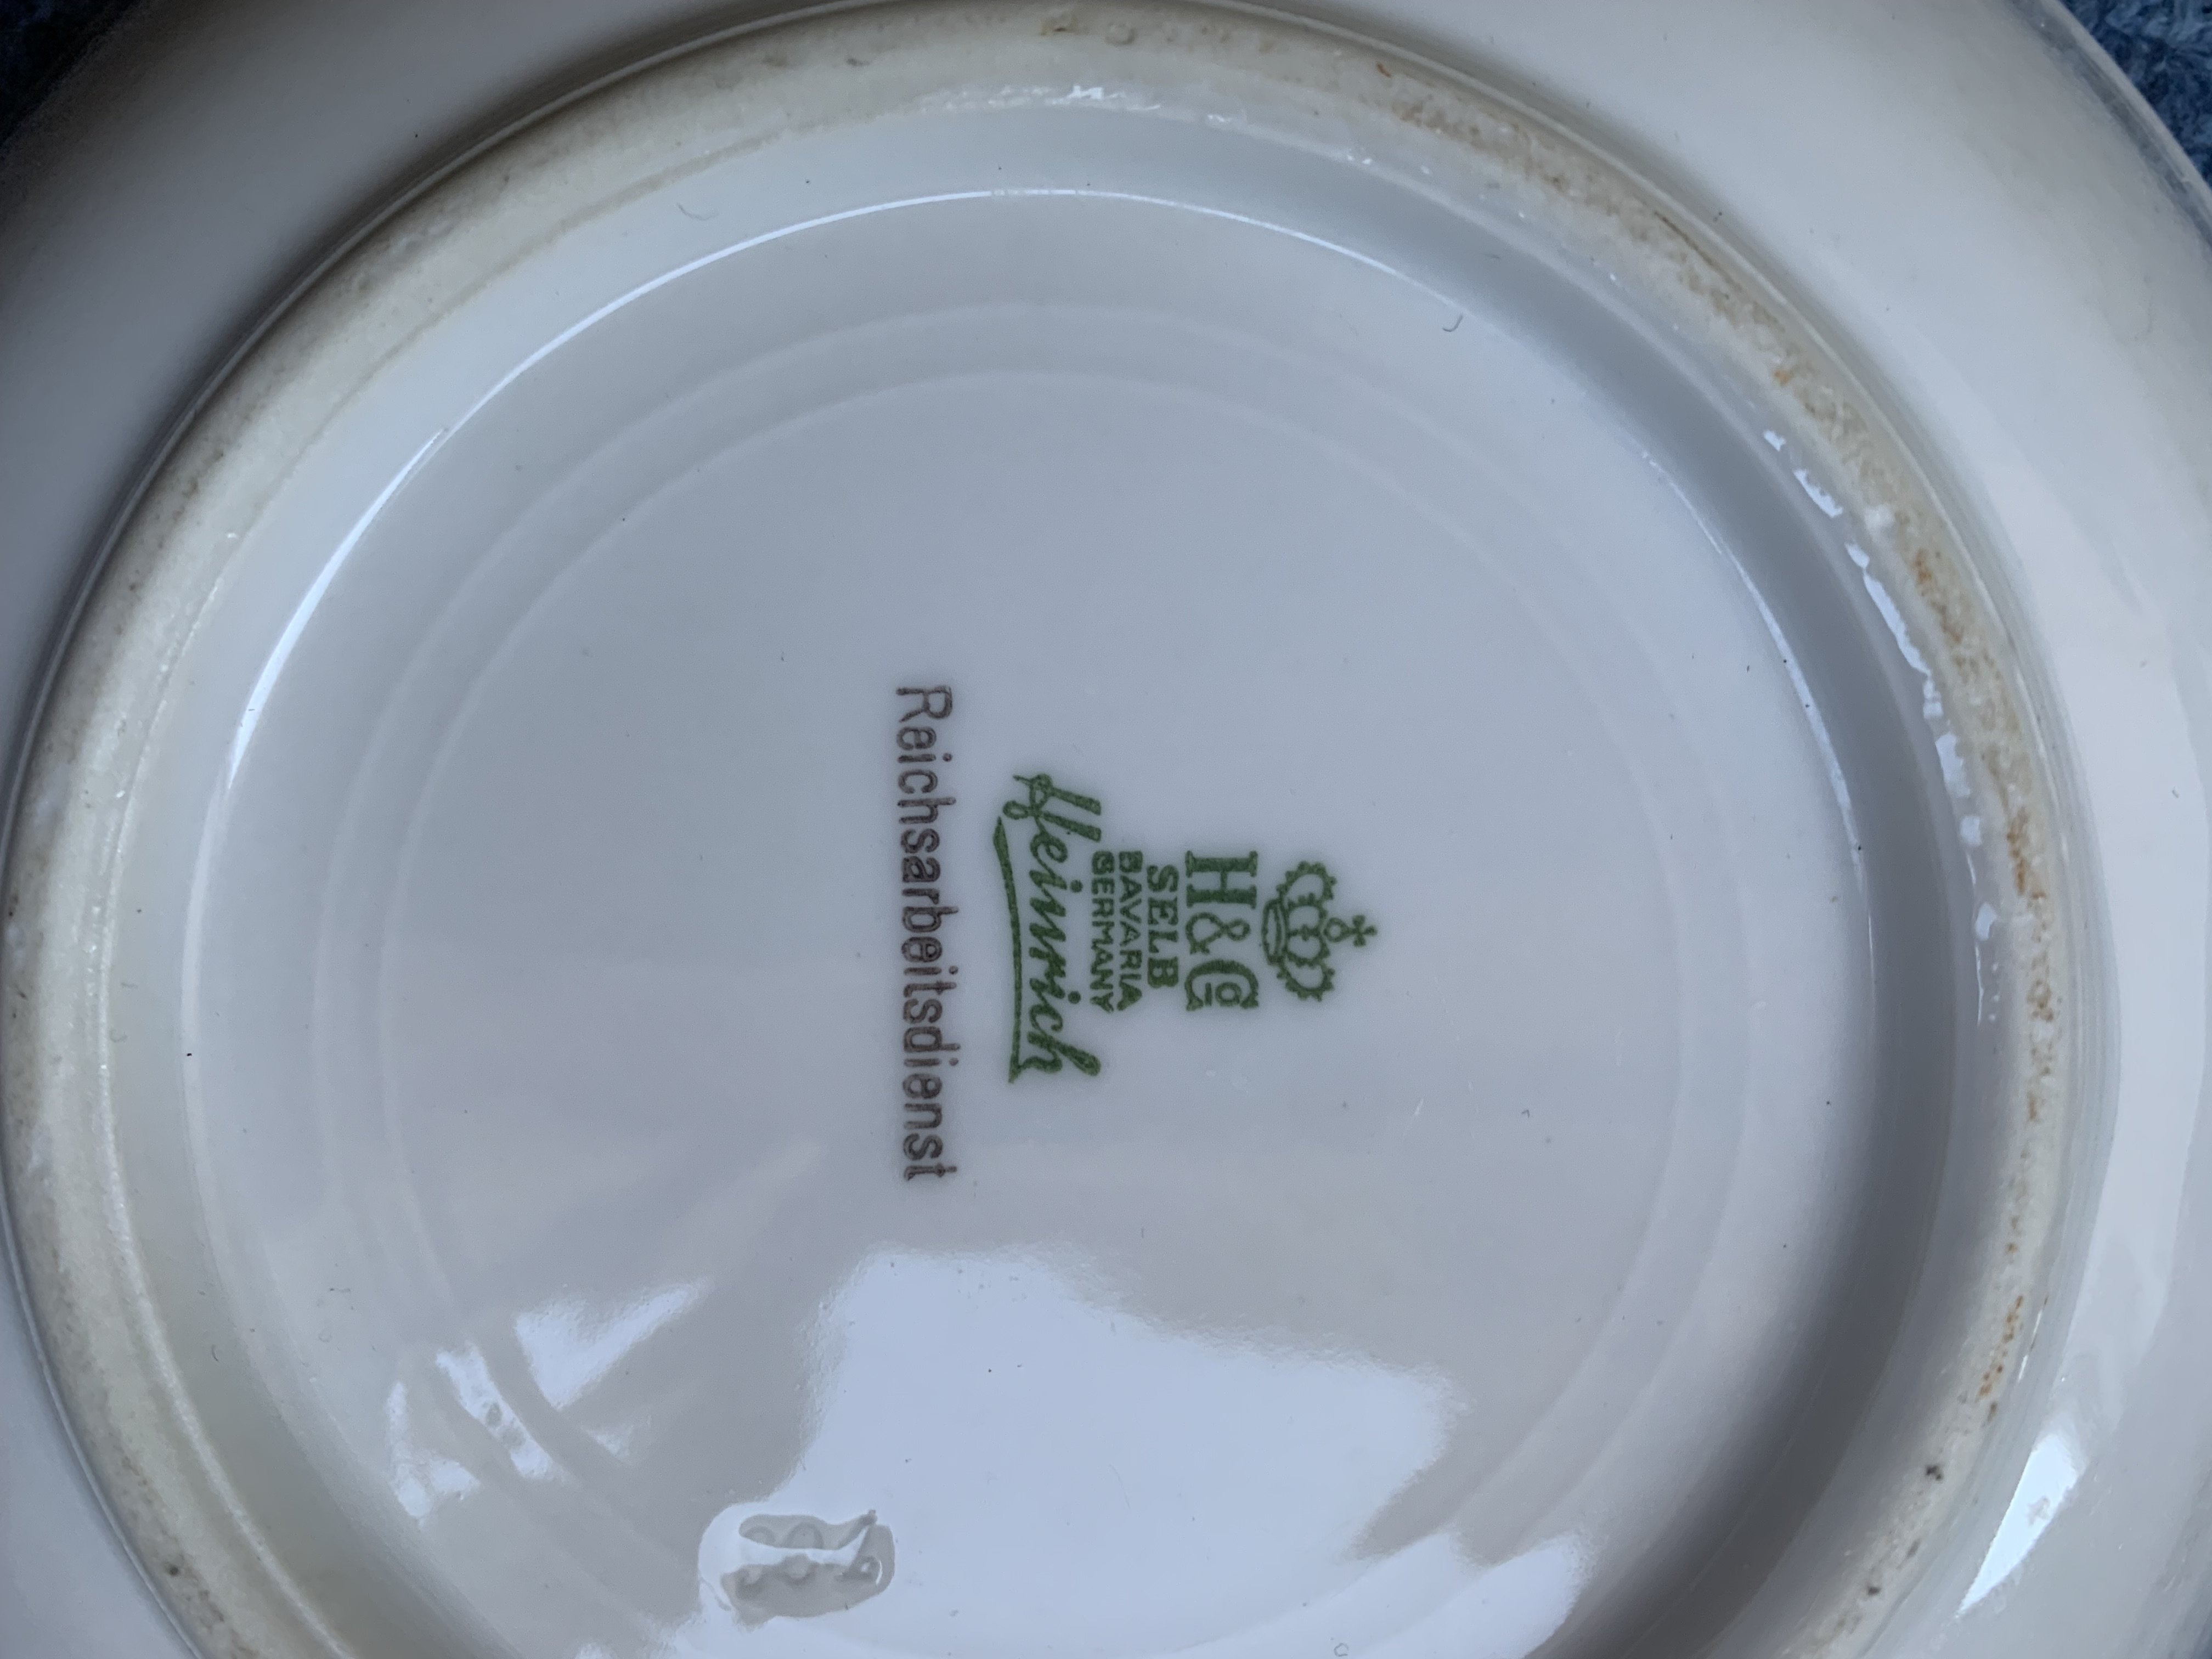 H&Co
SELB
BAVARIA
GERMANY
Heinrich
Reichsarbeitsdienst